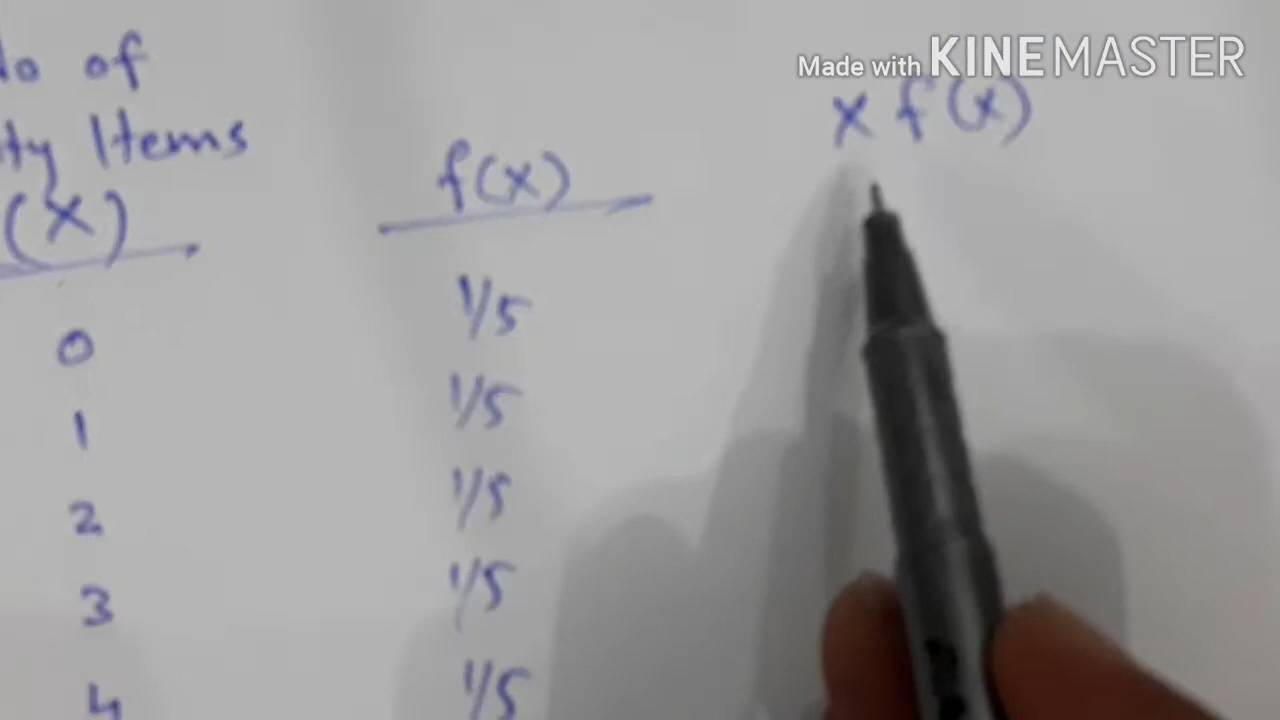 Made with KINEMASTER
of
Items
(X) f(x) x f(x)
0 1/5
1 1/5
2 1/5
3 1/5
4 1/5